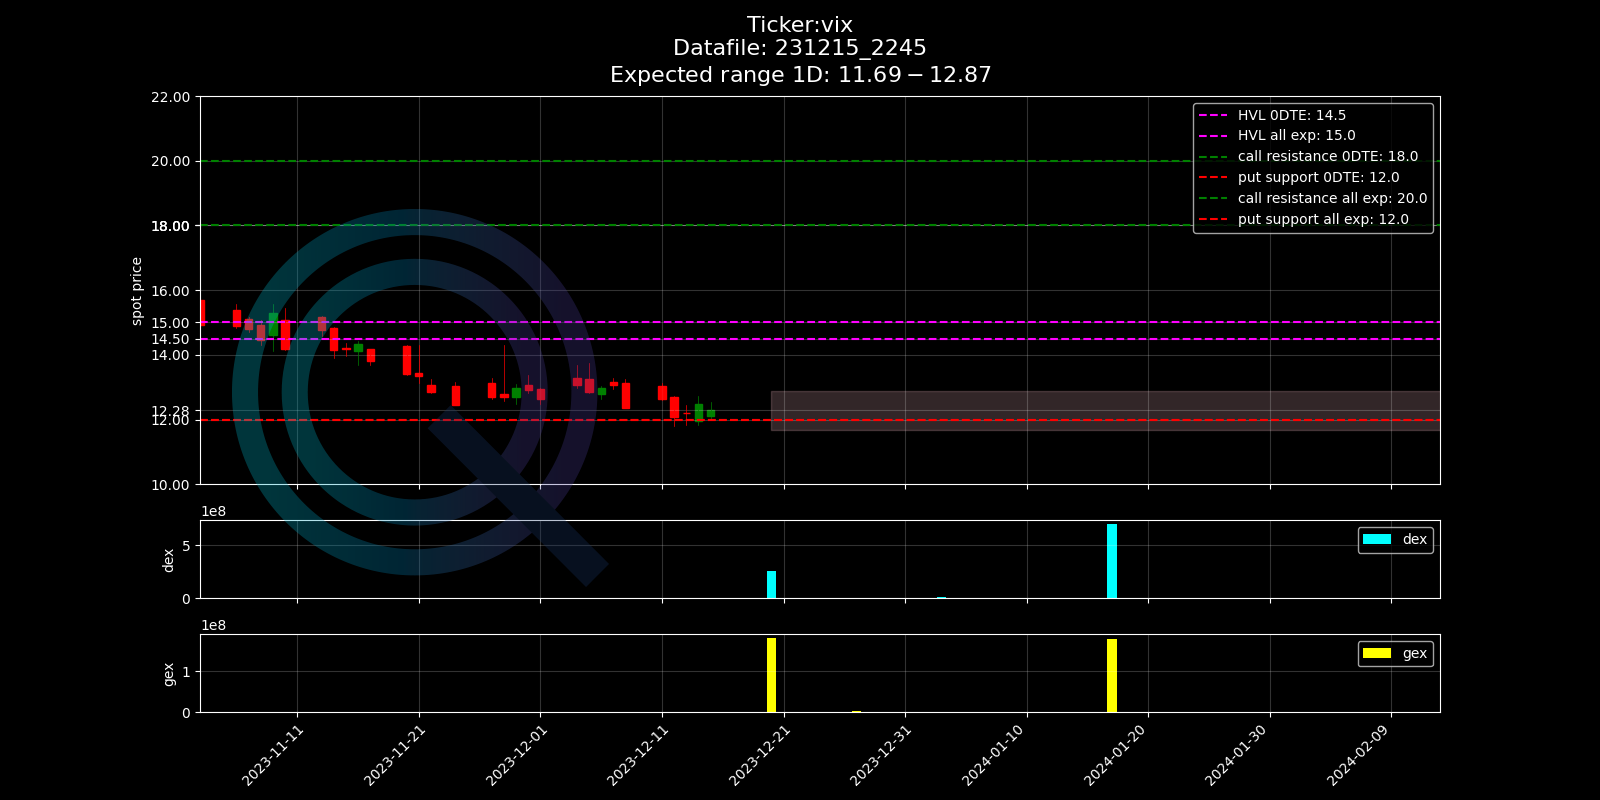 Ticker:vix
Datafile: 231215_2245
Expected range 1D: 11.69 − 12.87
22.00
20.00
18.00
16.00
15.00
14.50
14.00
12.28
12.00
10.00
spot price
HVL 0DTE: 14.5
HVL all exp: 15.0
call resistance 0DTE: 18.0
put support 0DTE: 12.0
call resistance all exp: 20.0
put support all exp: 12.0
1e8
5
0
dex
dex
1e8
1
0
gex
gex
2023-11-11
2023-11-21
2023-12-01
2023-12-11
2023-12-21
2023-12-31
2024-01-10
2024-01-20
2024-01-30
2024-02-09